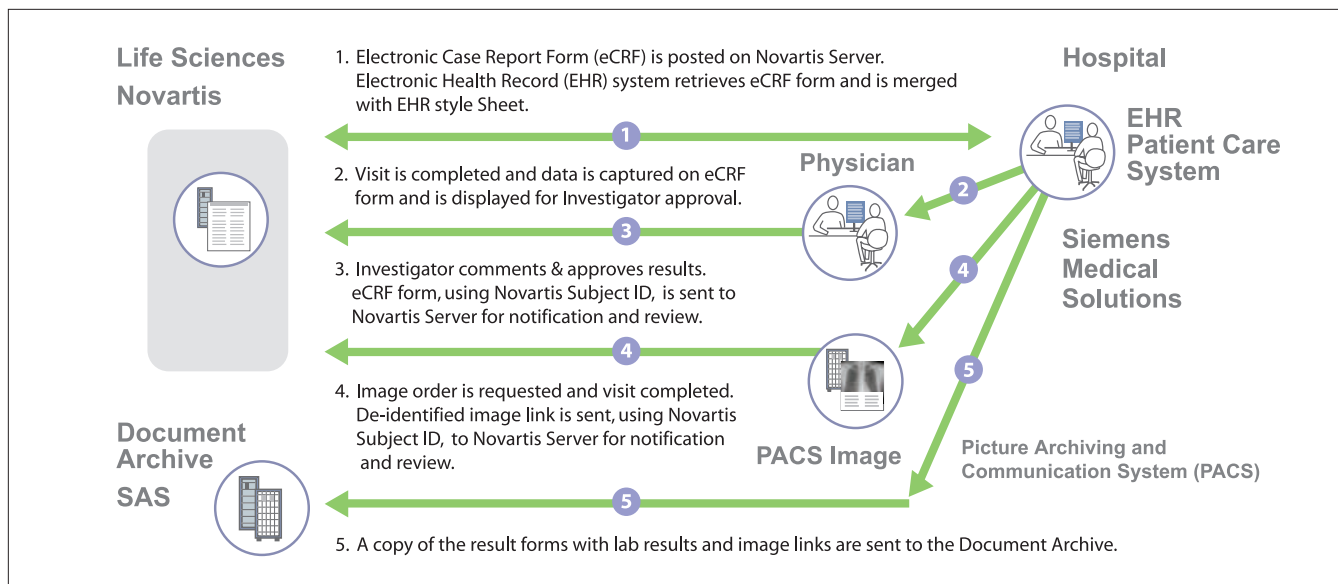 Life Sciences
Novartis
1. Electronic Case Report Form (eCRF) is posted on Novartis Server.
Electronic Health Record (EHR) system retrieves eCRF form and is merged
with EHR style Sheet.
Hospital
1
EHR
Patient Care
System
Physician
2. Visit is completed and data is captured on eCRF
form and is displayed for Investigator approval.
2
3
Siemens
Medical
Solutions
4
3. Investigator comments & approves results.
eCRF form, using Novartis Subject ID, is sent to
Novartis Server for notification and review.
4
5
4. Image order is requested and visit completed.
De-identified image link is sent, using Novartis
Subject ID, to Novartis Server for notification
and review.
Document
Archive
SAS
PACS Image
Picture Archiving and
Communication System (PACS)
5
5. A copy of the result forms with lab results and image links are sent to the Document Archive.